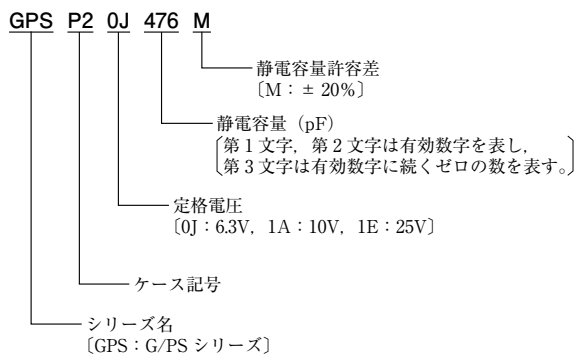 GPS P2 0J 476 M
静電容量許容差
〔M：± 20%〕
静電容量（pF）
第1文字，第2文字は有効数字を表し，
第3文字は有効数字に続くゼロの数を表す。
定格電圧
〔0J：6.3V，1A：10V，1E：25V〕
ケース記号
シリーズ名
〔GPS：G/PS シリーズ〕